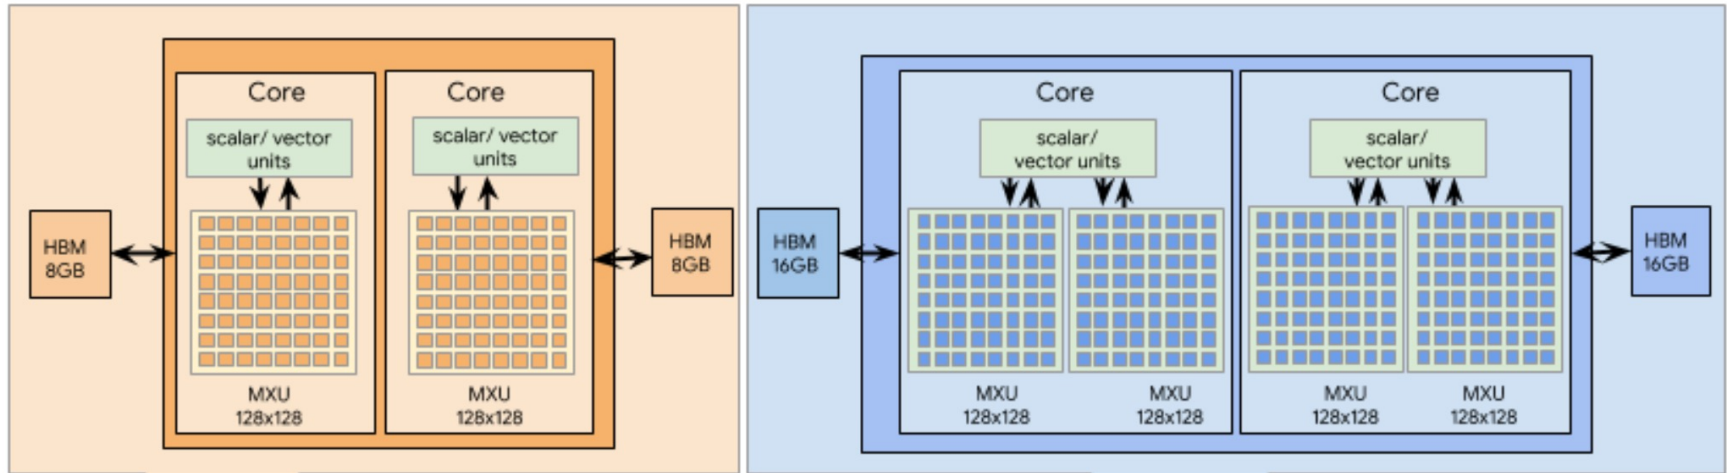 Core
scalar/ vector
units
MXU
128x128
Core
scalar/ vector
units
MXU
128x128
HBM
8GB
HBM
8GB
HBM
16GB
Core
scalar/
vector units
MXU
128x128
MXU
128x128
Core
scalar/
vector units
MXU
128x128
MXU
128x128
HBM
16GB